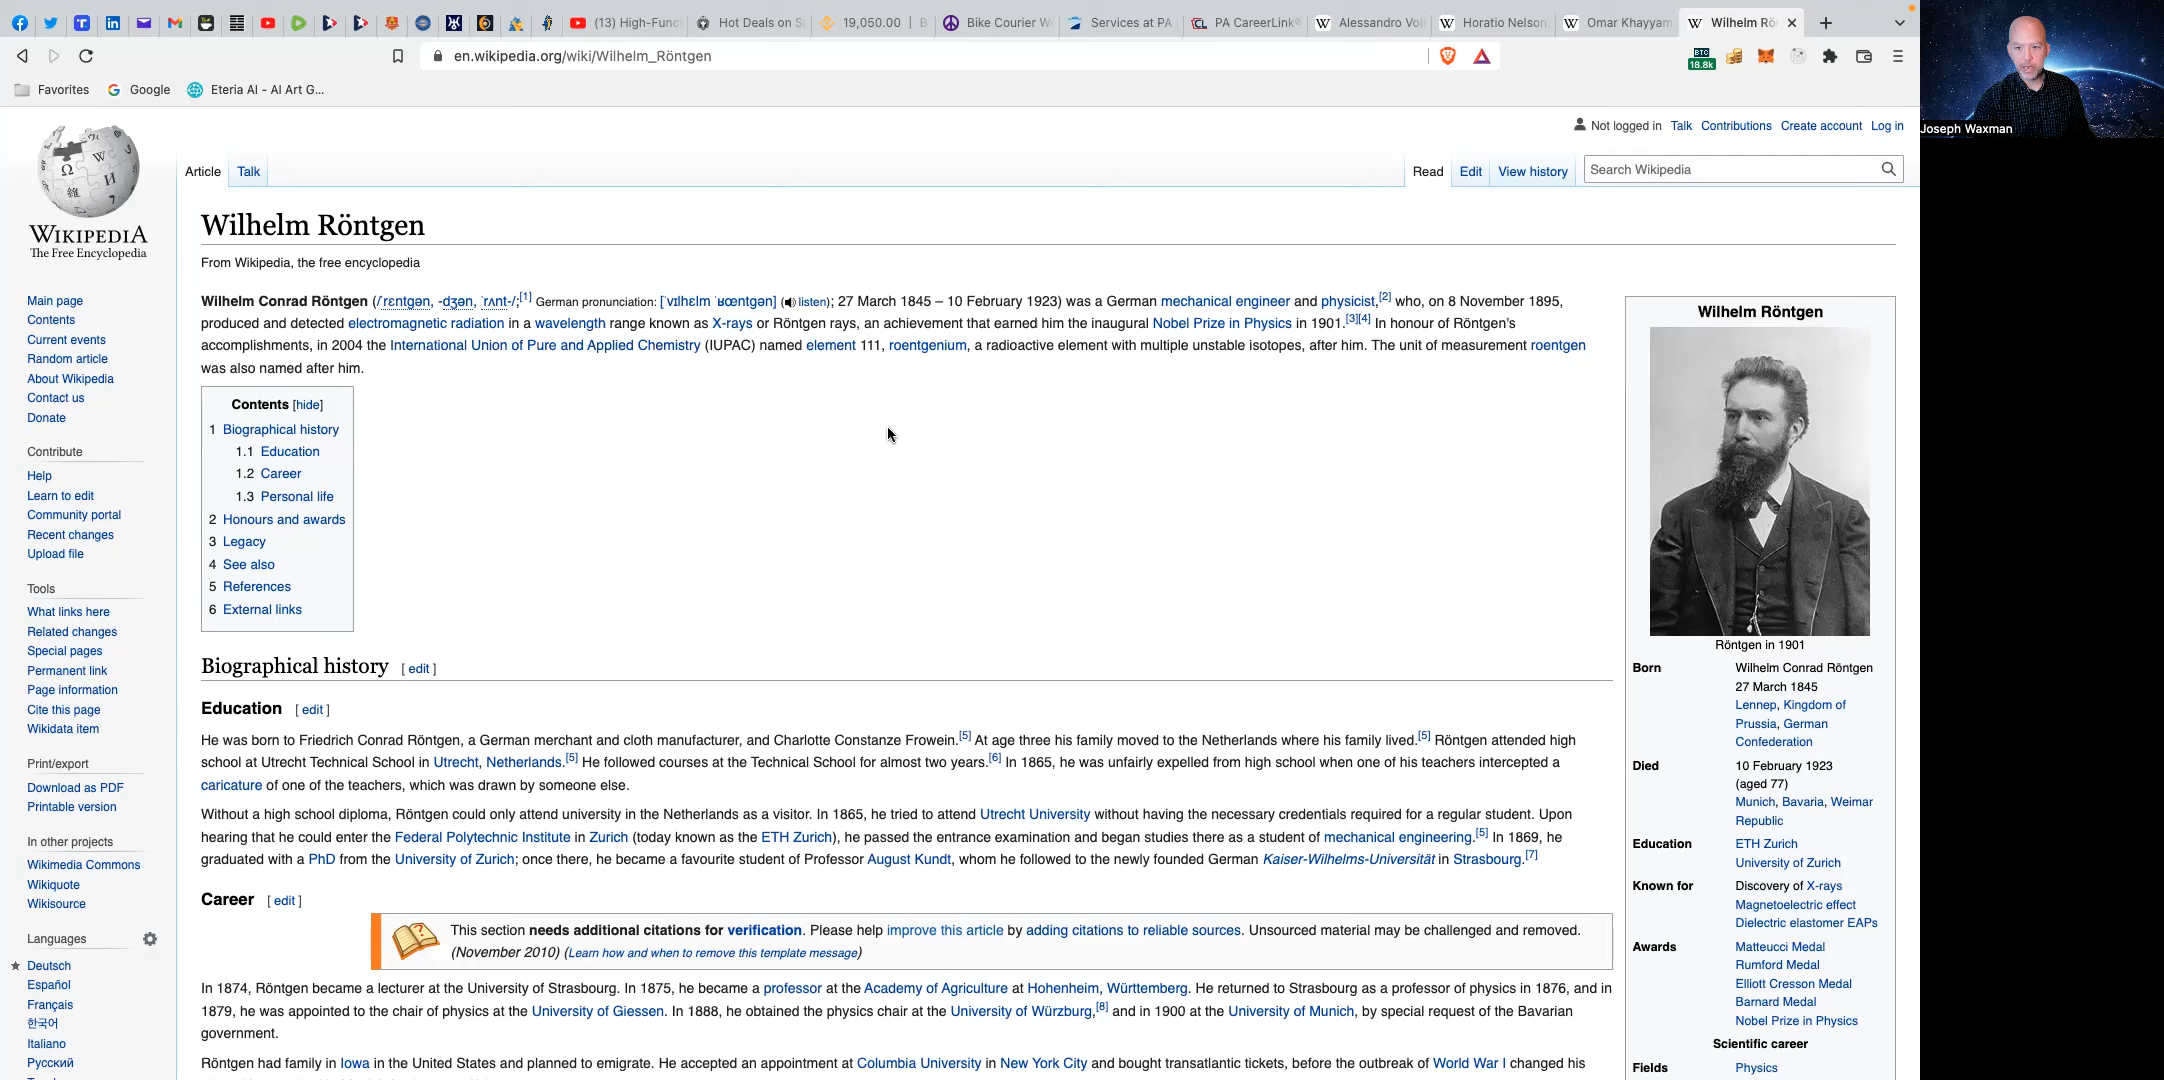 (13) High-Func
Hot Deals on S
19,050.00 | B
Bike Courier W
Services at PA
PA CareerLink®
Alessandro Vol
Horatio Nelson,
Omar Khayyam
Wilhelm Rö
en.wikipedia.org/wiki/Wilhelm_Röntgen
BTC
18.8k
Favorites
Google
Eteria AI - AI Art G...
Joseph Waxman
Not logged in Talk Contributions Create account Log in
Article Talk
Read Edit View history
Search Wikipedia
WIKIPEDIA
The Free Encyclopedia
Main page
Contents
Current events
Random article
About Wikipedia
Contact us
Donate
Contribute
Help
Learn to edit
Community portal
Recent changes
Upload file
Tools
What links here
Related changes
Special pages
Permanent link
Page information
Cite this page
Wikidata item
Print/export
Download as PDF
Printable version
In other projects
Wikimedia Commons
Wikiquote
Wikisource
Languages
Deutsch
Español
Français
한국어
Italiano
Русский
Wilhelm Röntgen
From Wikipedia, the free encyclopedia
Wilhelm Conrad Röntgen (/ˈrɛntɡən, -dʒən, ˈrʌnt-/;[1] German pronunciation: [ˈvɪlhɛlm ˈʁœntɡən] (listen); 27 March 1845 – 10 February 1923) was a German mechanical engineer and physicist,[2] who, on 8 November 1895,
produced and detected electromagnetic radiation in a wavelength range known as X-rays or Röntgen rays, an achievement that earned him the inaugural Nobel Prize in Physics in 1901.[3][4] In honour of Röntgen's
accomplishments, in 2004 the International Union of Pure and Applied Chemistry (IUPAC) named element 111, roentgenium, a radioactive element with multiple unstable isotopes, after him. The unit of measurement roentgen
was also named after him.
Contents [hide]
1 Biographical history
1.1 Education
1.2 Career
1.3 Personal life
2 Honours and awards
3 Legacy
4 See also
5 References
6 External links
Biographical history [ edit ]
Education [ edit ]
He was born to Friedrich Conrad Röntgen, a German merchant and cloth manufacturer, and Charlotte Constanze Frowein.[5] At age three his family moved to the Netherlands where his family lived.[5] Röntgen attended high
school at Utrecht Technical School in Utrecht, Netherlands.[5] He followed courses at the Technical School for almost two years.[6] In 1865, he was unfairly expelled from high school when one of his teachers intercepted a
caricature of one of the teachers, which was drawn by someone else.
Without a high school diploma, Röntgen could only attend university in the Netherlands as a visitor. In 1865, he tried to attend Utrecht University without having the necessary credentials required for a regular student. Upon
hearing that he could enter the Federal Polytechnic Institute in Zurich (today known as the ETH Zurich), he passed the entrance examination and began studies there as a student of mechanical engineering.[5] In 1869, he
graduated with a PhD from the University of Zurich; once there, he became a favourite student of Professor August Kundt, whom he followed to the newly founded German Kaiser-Wilhelms-Universität in Strasbourg.[7]
Career [ edit ]
This section needs additional citations for verification. Please help improve this article by adding citations to reliable sources. Unsourced material may be challenged and removed.
(November 2010) (Learn how and when to remove this template message)
In 1874, Röntgen became a lecturer at the University of Strasbourg. In 1875, he became a professor at the Academy of Agriculture at Hohenheim, Württemberg. He returned to Strasbourg as a professor of physics in 1876, and in
1879, he was appointed to the chair of physics at the University of Giessen. In 1888, he obtained the physics chair at the University of Würzburg,[8] and in 1900 at the University of Munich, by special request of the Bavarian
government.
Röntgen had family in Iowa in the United States and planned to emigrate. He accepted an appointment at Columbia University in New York City and bought transatlantic tickets, before the outbreak of World War I changed his
Wilhelm Röntgen
Röntgen in 1901
Born Wilhelm Conrad Röntgen
27 March 1845
Lennep, Kingdom of
Prussia, German
Confederation
Died 10 February 1923
(aged 77)
Munich, Bavaria, Weimar
Republic
Education ETH Zurich
University of Zurich
Known for Discovery of X-rays
Magnetoelectric effect
Dielectric elastomer EAPs
Awards Matteucci Medal
Rumford Medal
Elliott Cresson Medal
Barnard Medal
Nobel Prize in Physics
Scientific career
Fields Physics